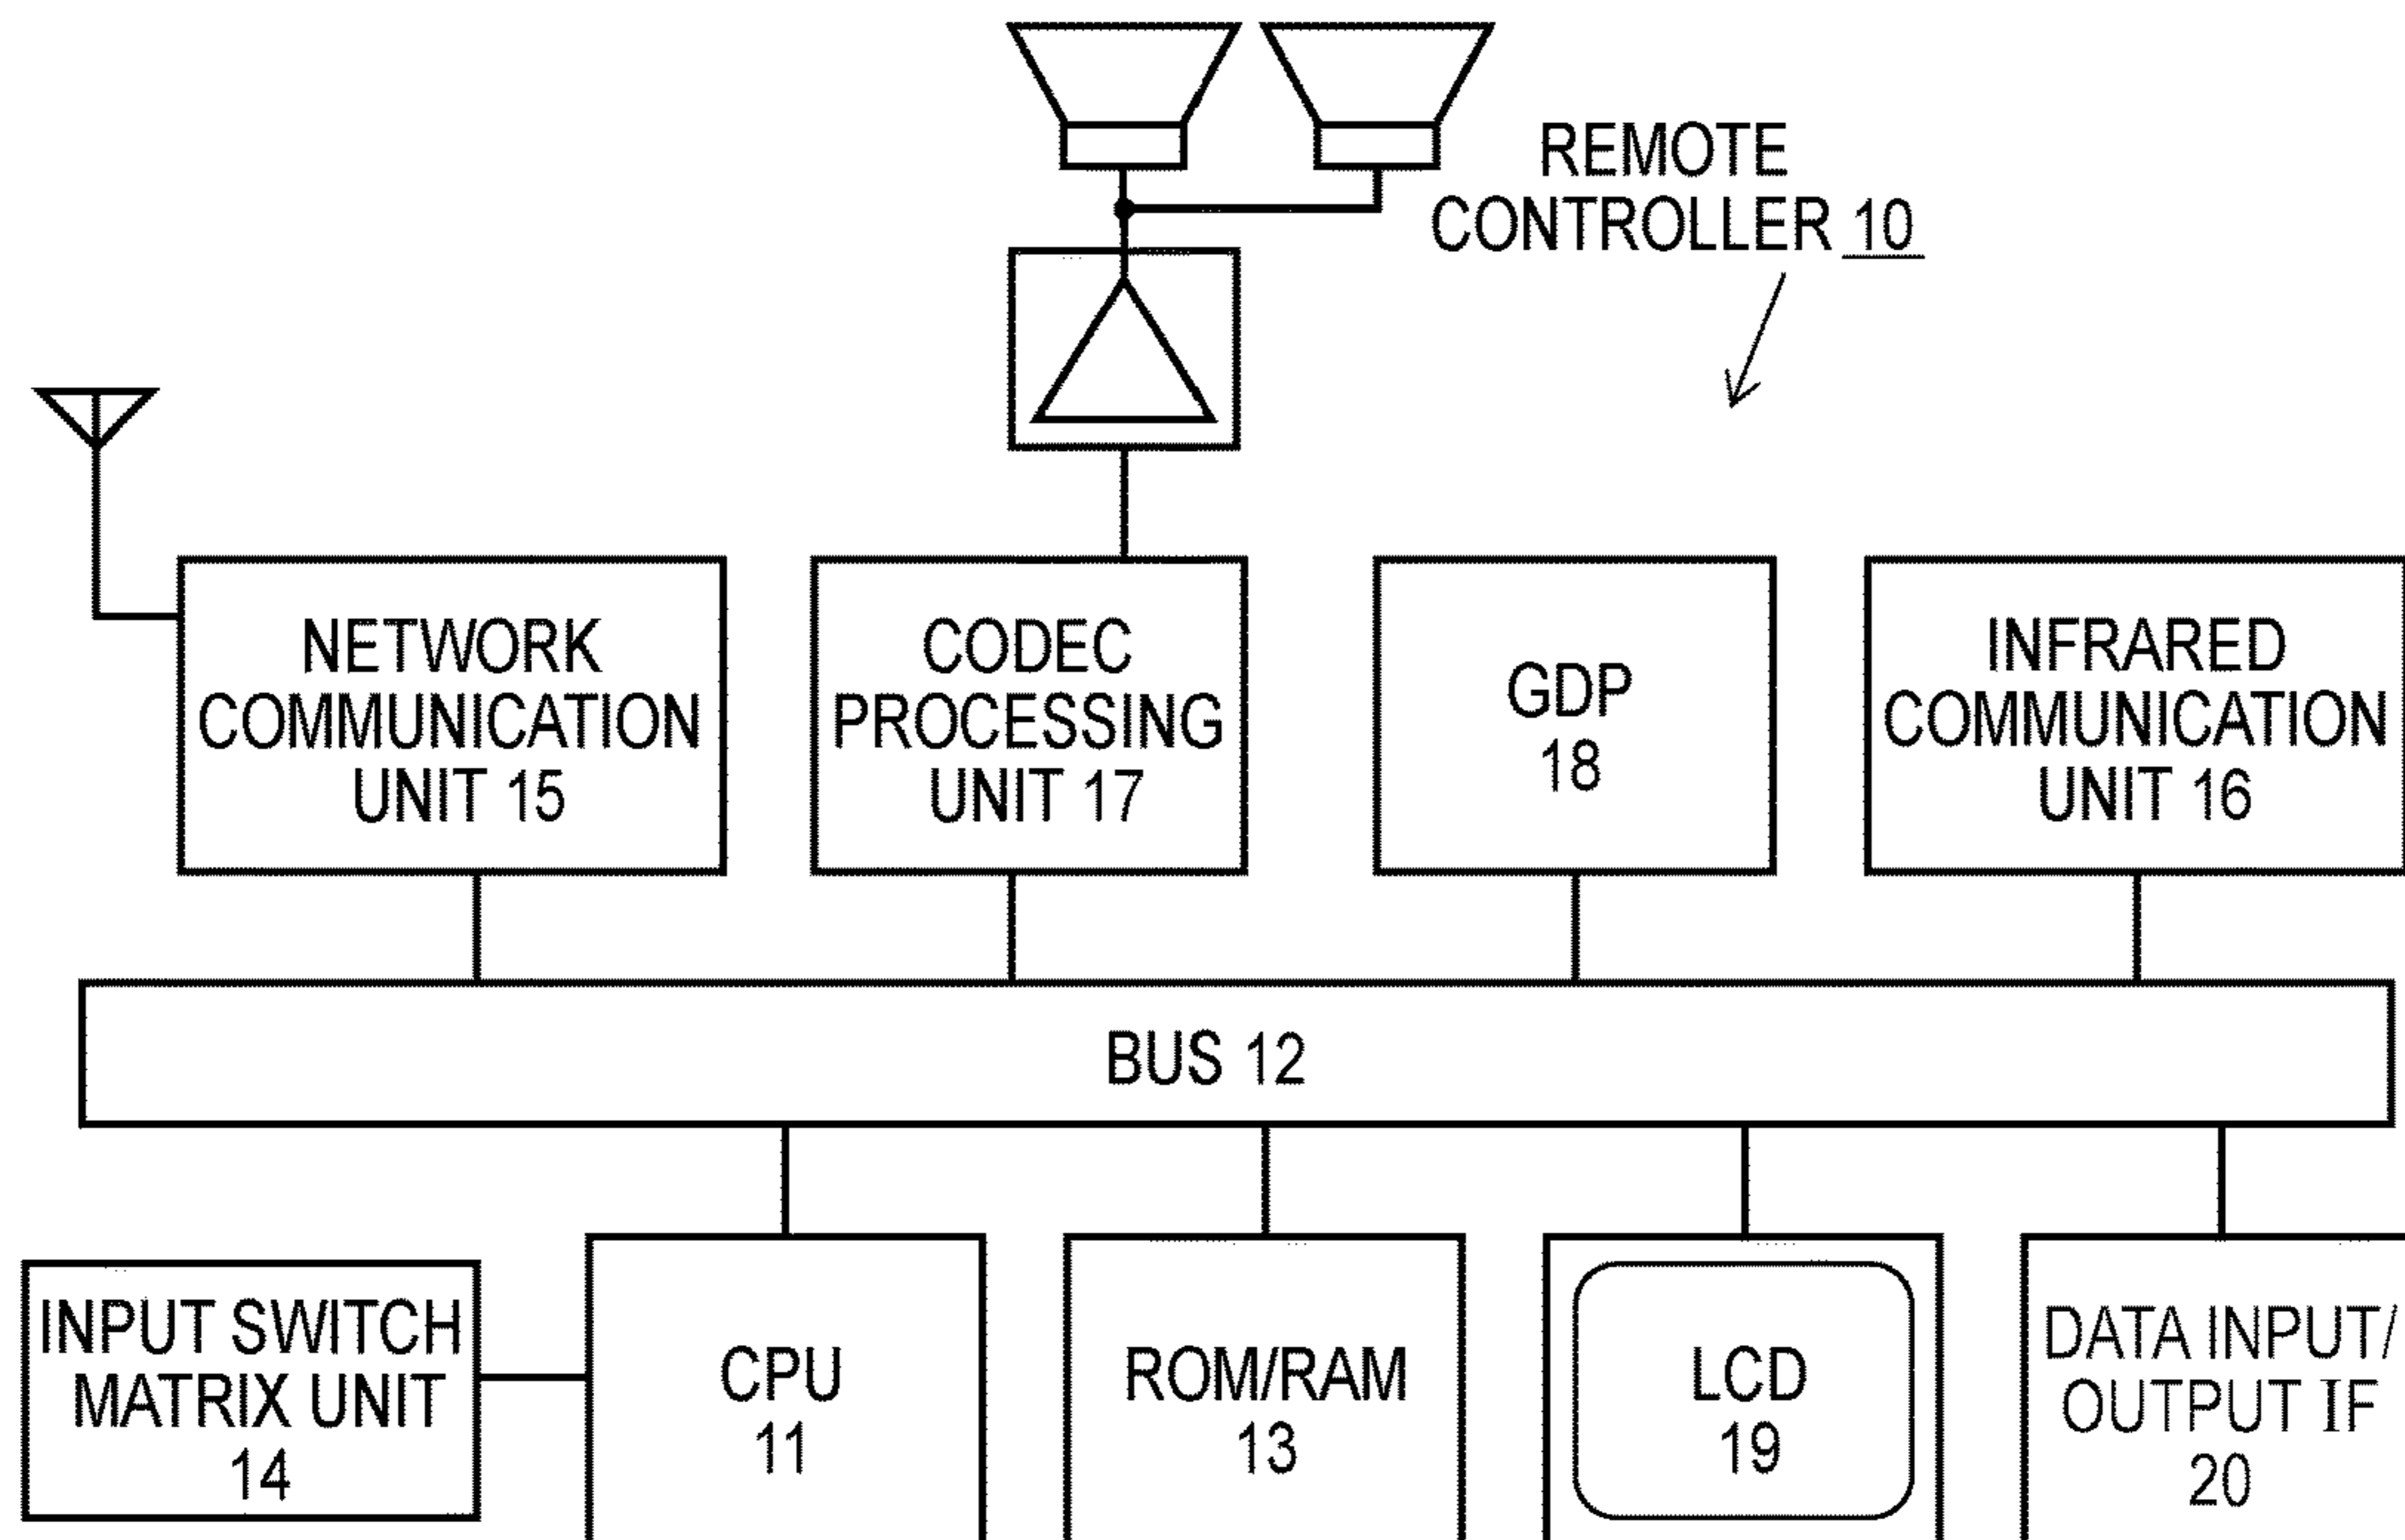 REMOTE
CONTROLLER 10
NETWORK
COMMUNICATION
UNIT 15
CODEC
PROCESSING
UNIT 17
GDP
18
INFRARED
COMMUNICATION
UNIT 16
BUS 12
INPUT SWITCH
MATRIX UNIT
14
CPU
11
ROM/RAM
13
LCD
19
DATA INPUT/
OUTPUT IF
20